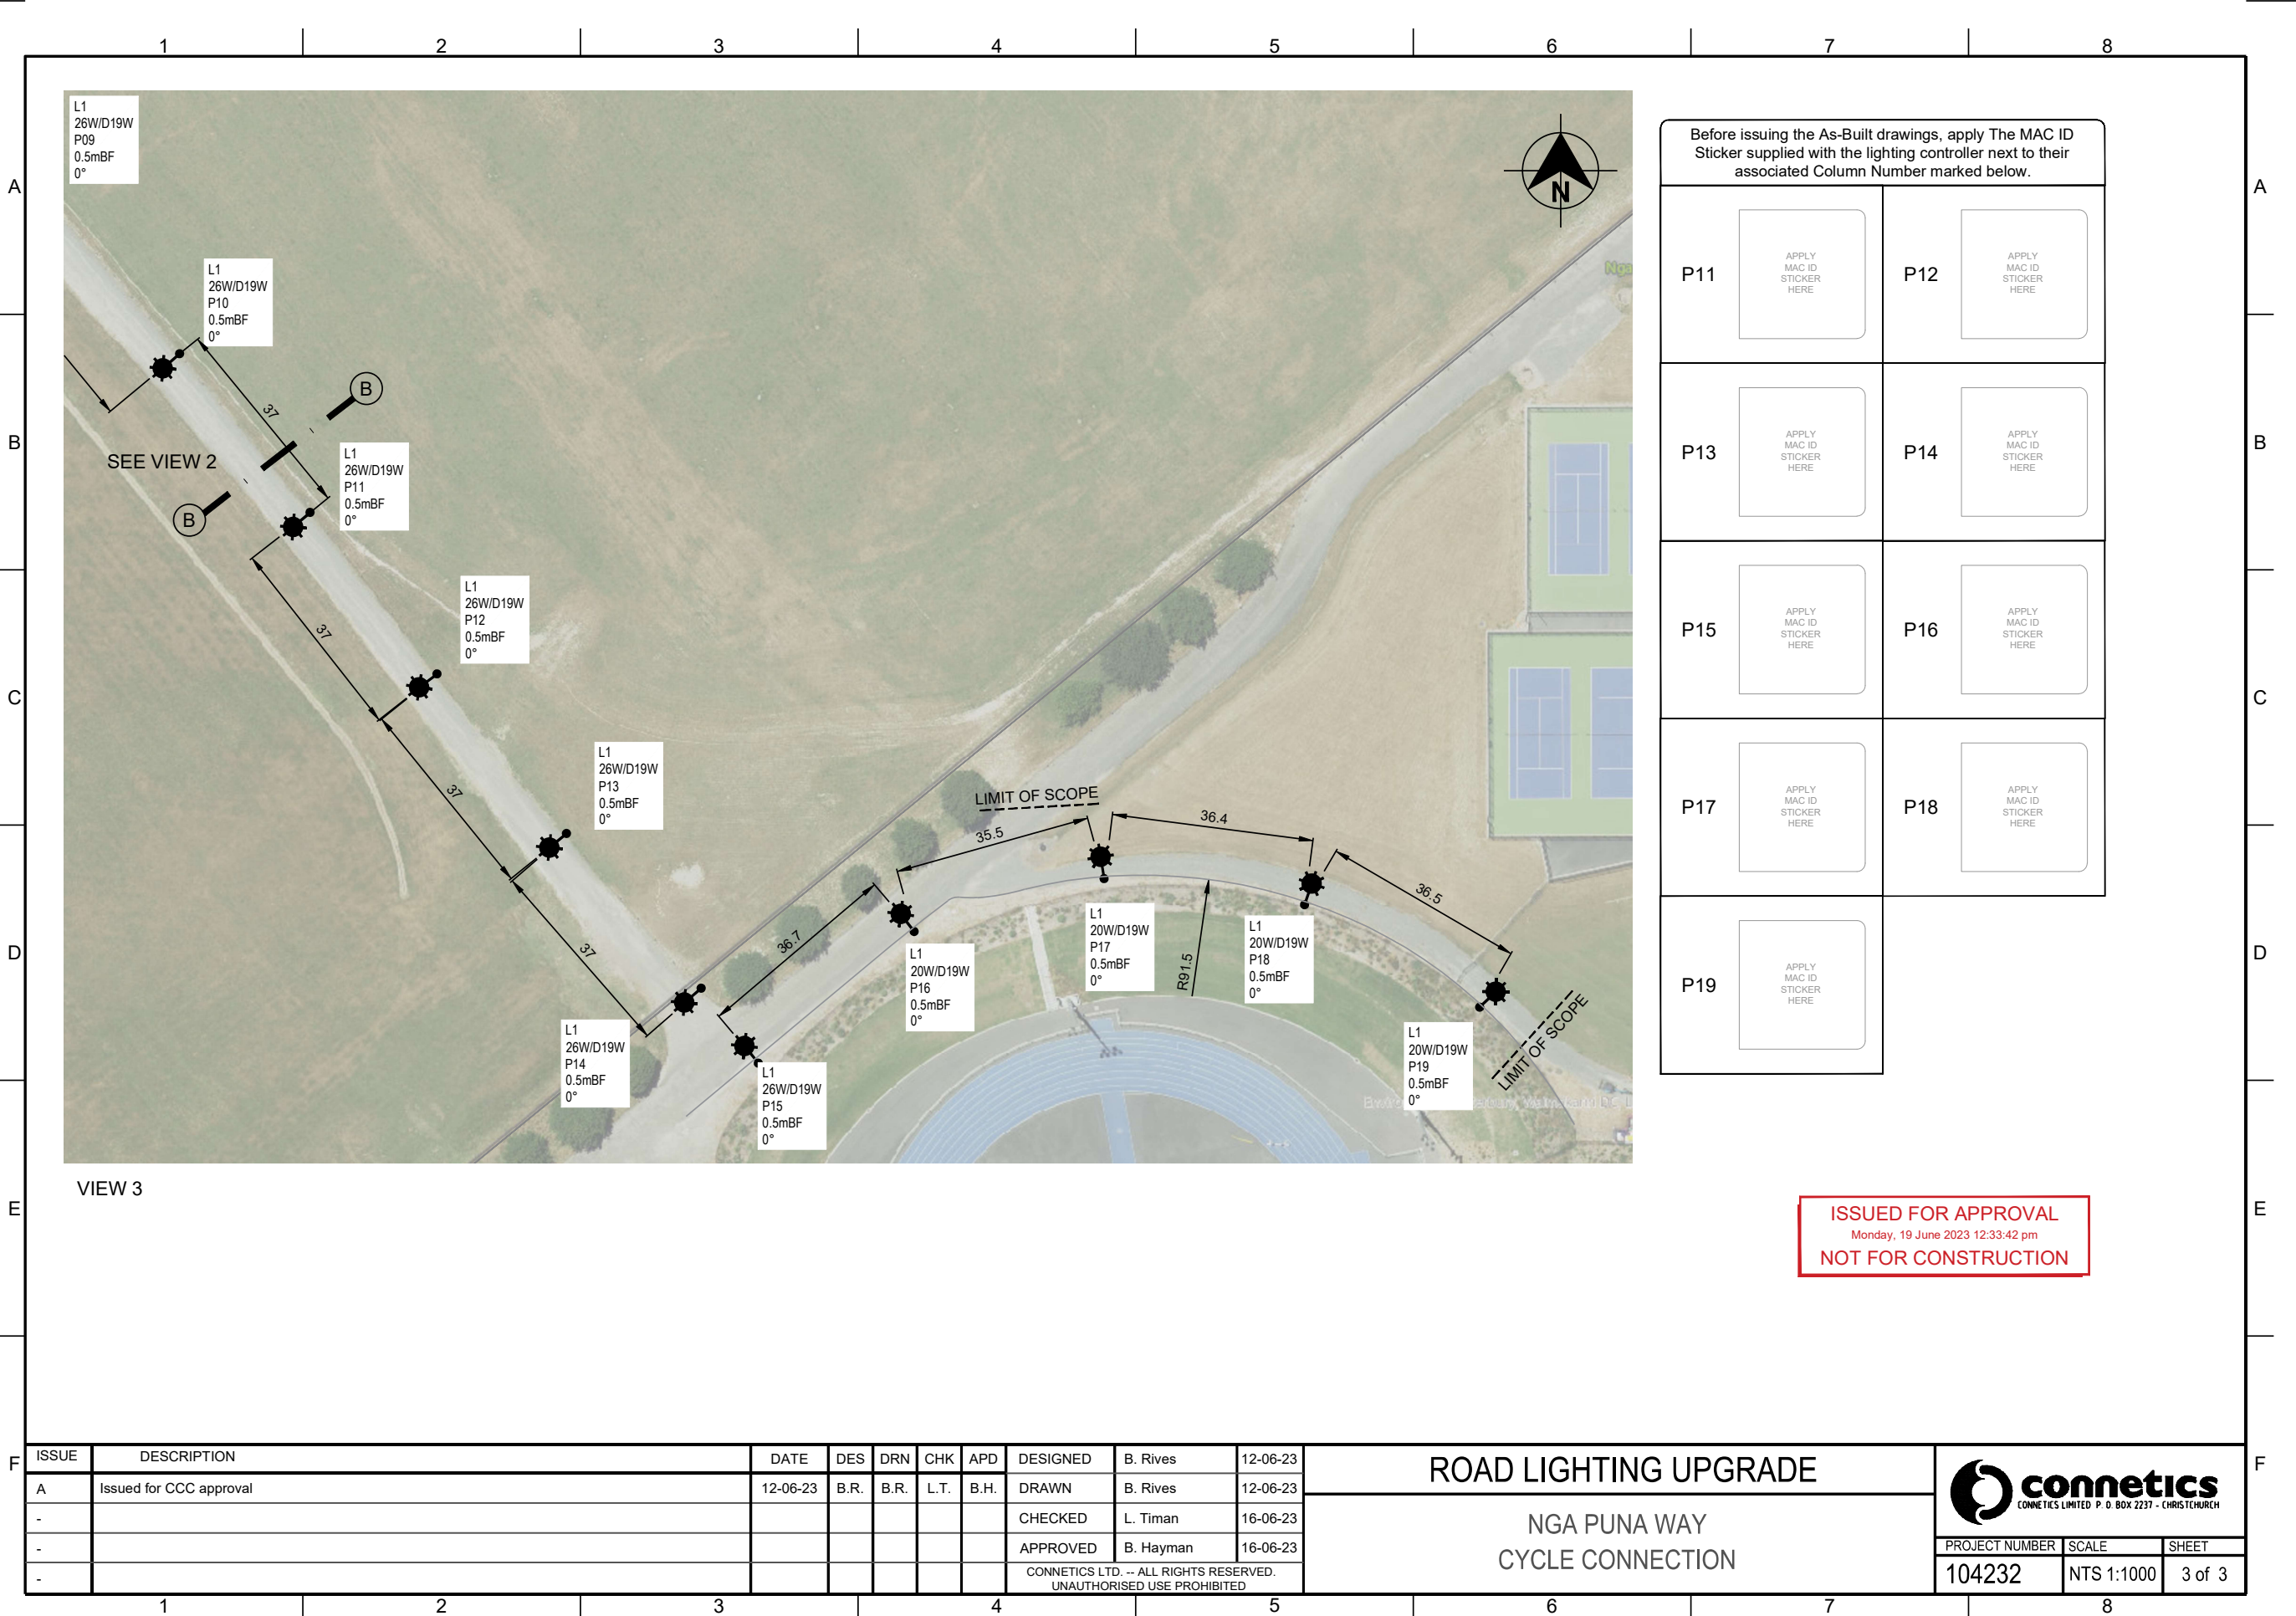 1 2 3 4 5 6 7 8
A A
B B
C C
D D
E E
F F
L1
26W/D19W
P09
0.5mBF
0°
L1
26W/D19W
P10
0.5mBF
0°
37
B
SEE VIEW 2
B
L1
26W/D19W
P11
0.5mBF
0°
37
L1
26W/D19W
P12
0.5mBF
0°
37
L1
26W/D19W
P13
0.5mBF
0°
37
L1
26W/D19W
P14
0.5mBF
0°
36.7
L1
26W/D19W
P15
0.5mBF
0°
LIMIT OF SCOPE
35.5
L1
20W/D19W
P16
0.5mBF
0°
36.4
L1
20W/D19W
P17
0.5mBF
0°
R91.5
L1
20W/D19W
P18
0.5mBF
0°
36.5
L1
20W/D19W
P19
0.5mBF
0°
LIMIT OF SCOPE
N
Nga
VIEW 3
Before issuing the As-Built drawings, apply The MAC ID
Sticker supplied with the lighting controller next to their
associated Column Number marked below.
P11
APPLY
MAC ID
STICKER
HERE
P12
APPLY
MAC ID
STICKER
HERE
P13
APPLY
MAC ID
STICKER
HERE
P14
APPLY
MAC ID
STICKER
HERE
P15
APPLY
MAC ID
STICKER
HERE
P16
APPLY
MAC ID
STICKER
HERE
P17
APPLY
MAC ID
STICKER
HERE
P18
APPLY
MAC ID
STICKER
HERE
P19
APPLY
MAC ID
STICKER
HERE
ISSUED FOR APPROVAL
Monday, 19 June 2023 12:33:42 pm
NOT FOR CONSTRUCTION
ISSUE DESCRIPTION DATE DES DRN CHK APD
A Issued for CCC approval 12-06-23 B.R. B.R. L.T. B.H.
-
-
-
DESIGNED B. Rives 12-06-23
DRAWN B. Rives 12-06-23
CHECKED L. Timan 16-06-23
APPROVED B. Hayman 16-06-23
CONNETICS LTD. -- ALL RIGHTS RESERVED.
UNAUTHORISED USE PROHIBITED
ROAD LIGHTING UPGRADE
NGA PUNA WAY
CYCLE CONNECTION
connetics
CONNETICS LIMITED P. O. BOX 2237 - CHRISTCHURCH
PROJECT NUMBER SCALE SHEET
104232 NTS 1:1000 3 of 3
1 2 3 4 5 6 7 8